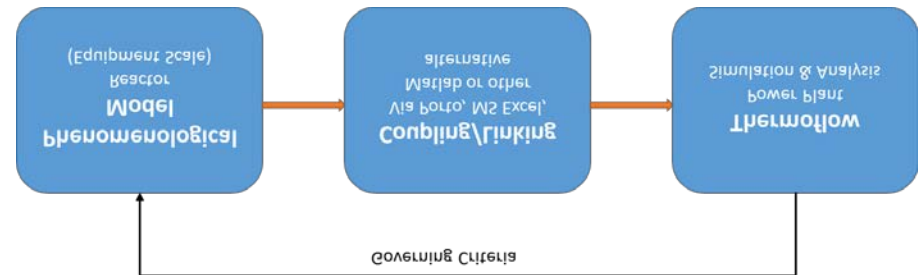 Governing Criteria
Phenomenological
Model
Reactor
(Equipment Scale)
Coupling/Linking
Via Porto, MS Excel,
Matlab or other
alternative
Thermoflow
Power Plant
Simulation & Analysis